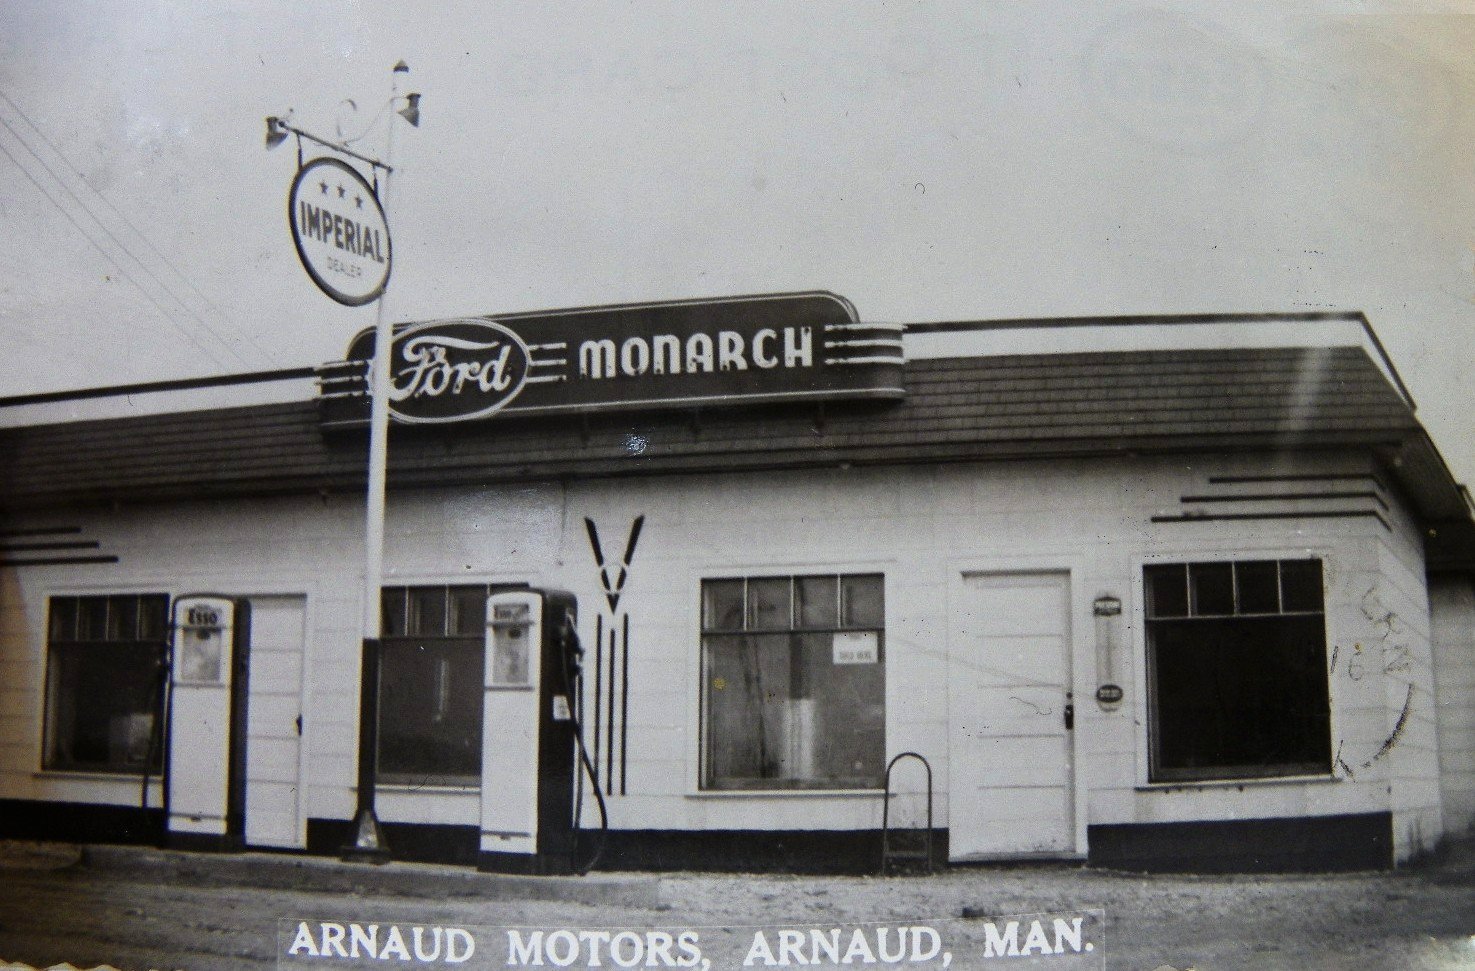 IMPERIAL
DEALER
Ford MONARCH
ESSO
ARNAUD MOTORS, ARNAUD, MAN.